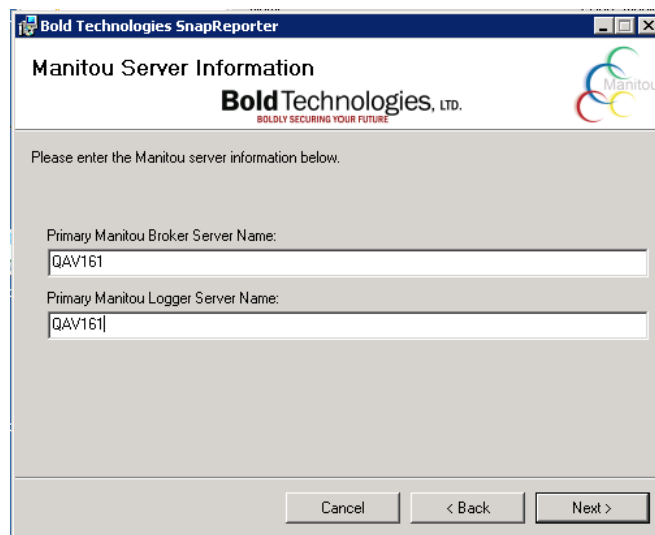 Bold Technologies SnapReporter
Manitou Server Information
Bold Technologies, LTD.
BOLDLY SECURING YOUR FUTURE
Manitou
Please enter the Manitou server information below.
Primary Manitou Broker Server Name:
QAV161
Primary Manitou Logger Server Name:
QAV161
Cancel
< Back
Next >